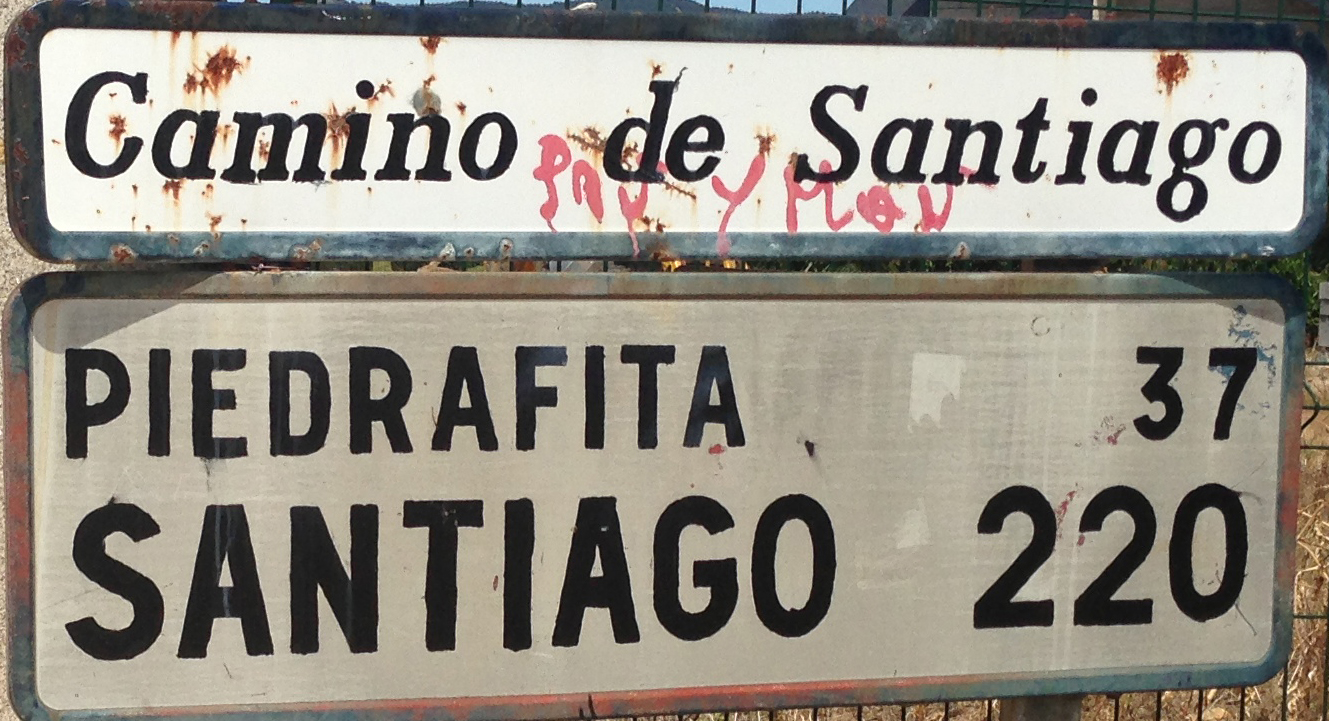 Camino de Santiago
PIEDRAFITA 37
SANTIAGO 220